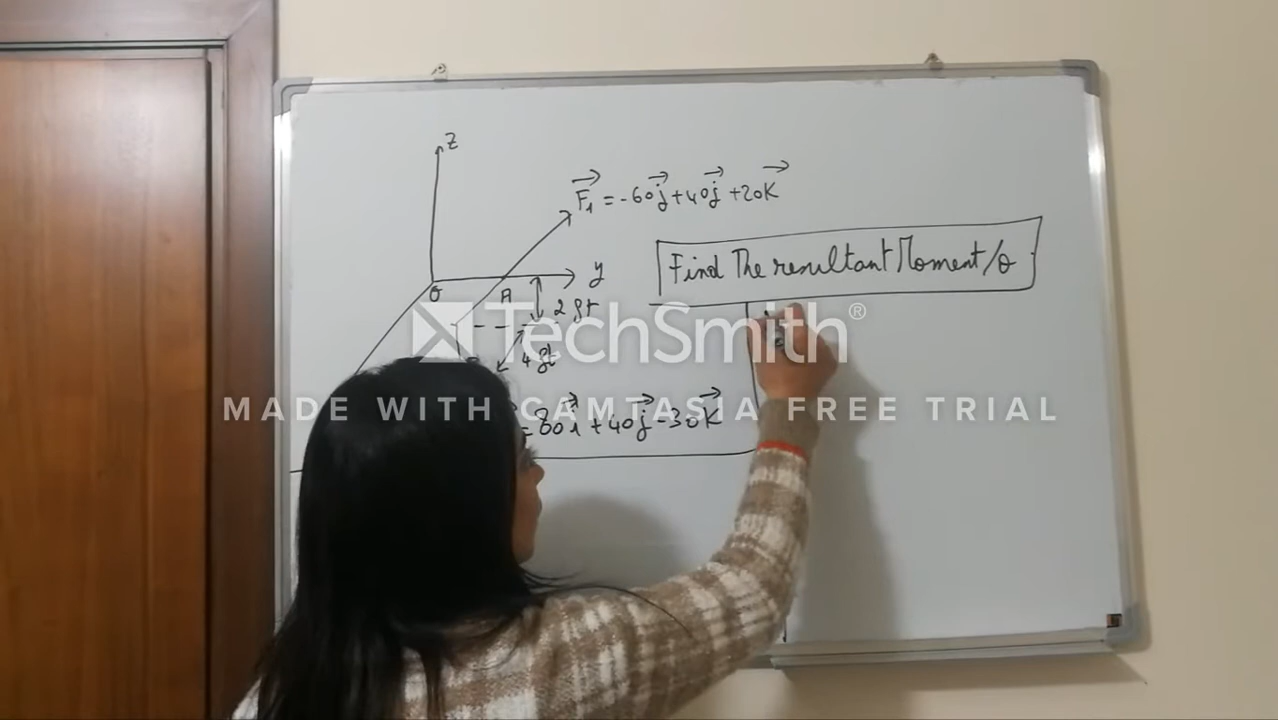 z
F₁ = -60j + 40j + 20K
Find The resultant Moment/o
y
O A
2 ft
4 ft
= 80i + 40j - 30K
TechSmith®
MADE WITH CAMTASIA FREE TRIAL